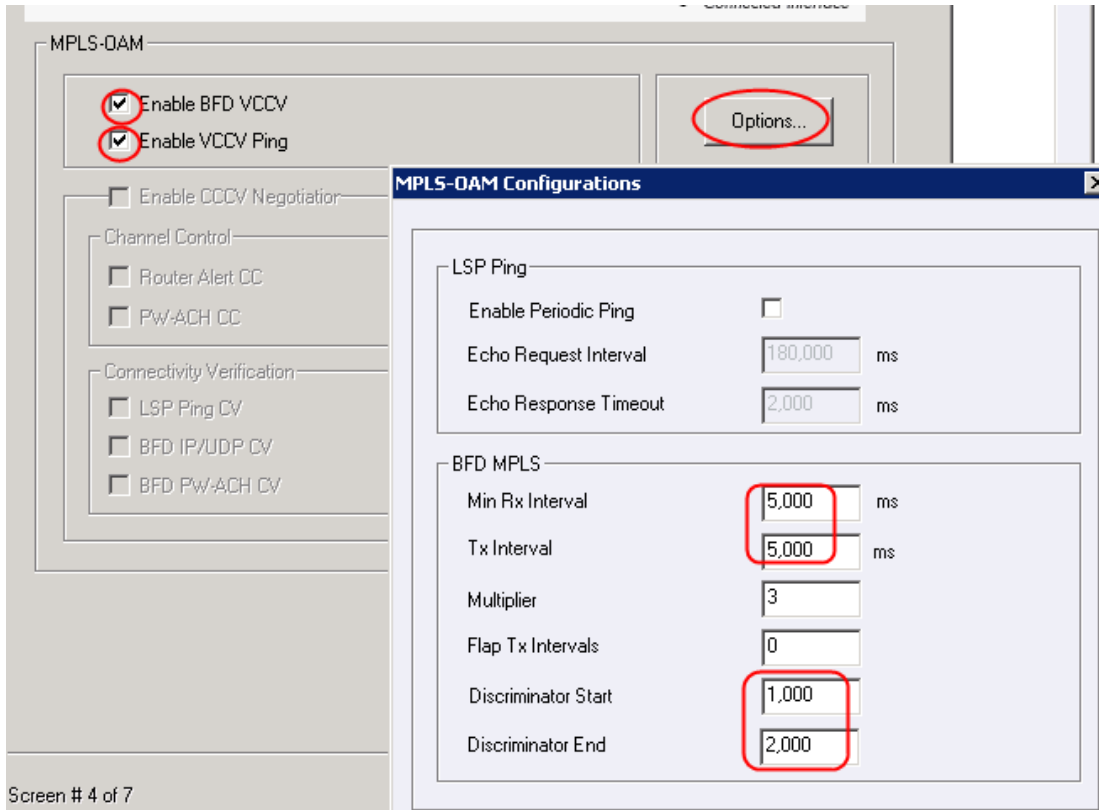 Connected Interface
MPLS-OAM
Enable BFD VCCV
Enable VCCV Ping
Options...
Enable CCCV Negotiation
Channel Control
Router Alert CC
PW-ACH CC
Connectivity Verification
LSP Ping CV
BFD IP/UDP CV
BFD PW-ACH CV
Screen # 4 of 7
MPLS-OAM Configurations
LSP Ping
Enable Periodic Ping
Echo Request Interval 180,000 ms
Echo Response Timeout 2,000 ms
BFD MPLS
Min Rx Interval 5,000 ms
Tx Interval 5,000 ms
Multiplier 3
Flap Tx Intervals 0
Discriminator Start 1,000
Discriminator End 2,000